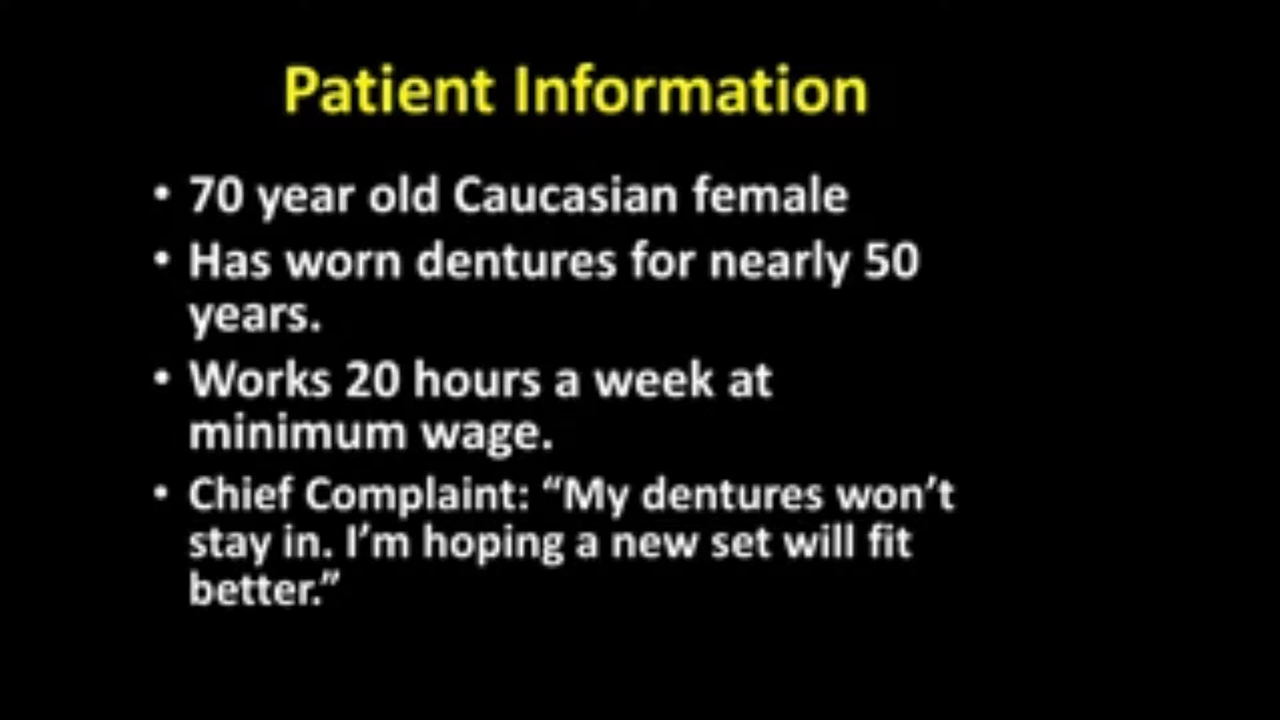 Patient Information
• 70 year old Caucasian female
• Has worn dentures for nearly 50
years.
• Works 20 hours a week at
minimum wage.
• Chief Complaint: “My dentures won’t
stay in. I’m hoping a new set will fit
better.”